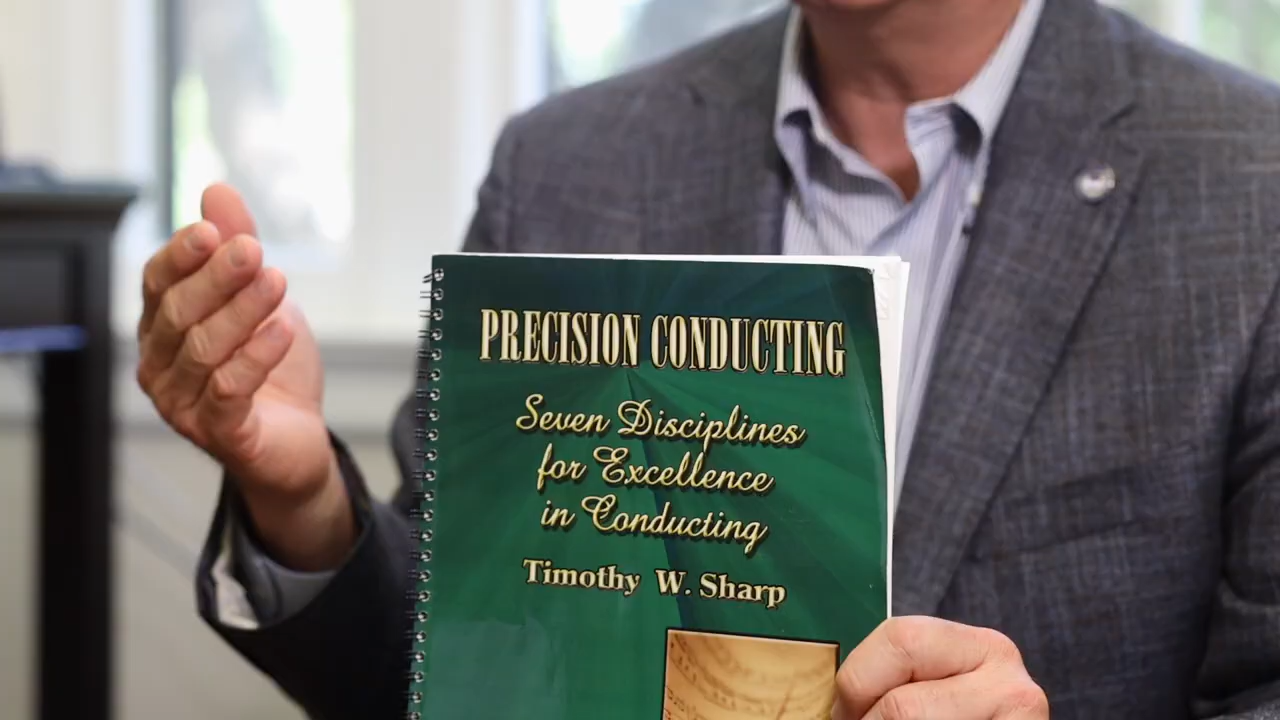 PRECISION CONDUCTING
Seven Disciplines
for Excellence
in Conducting
Timothy W. Sharp